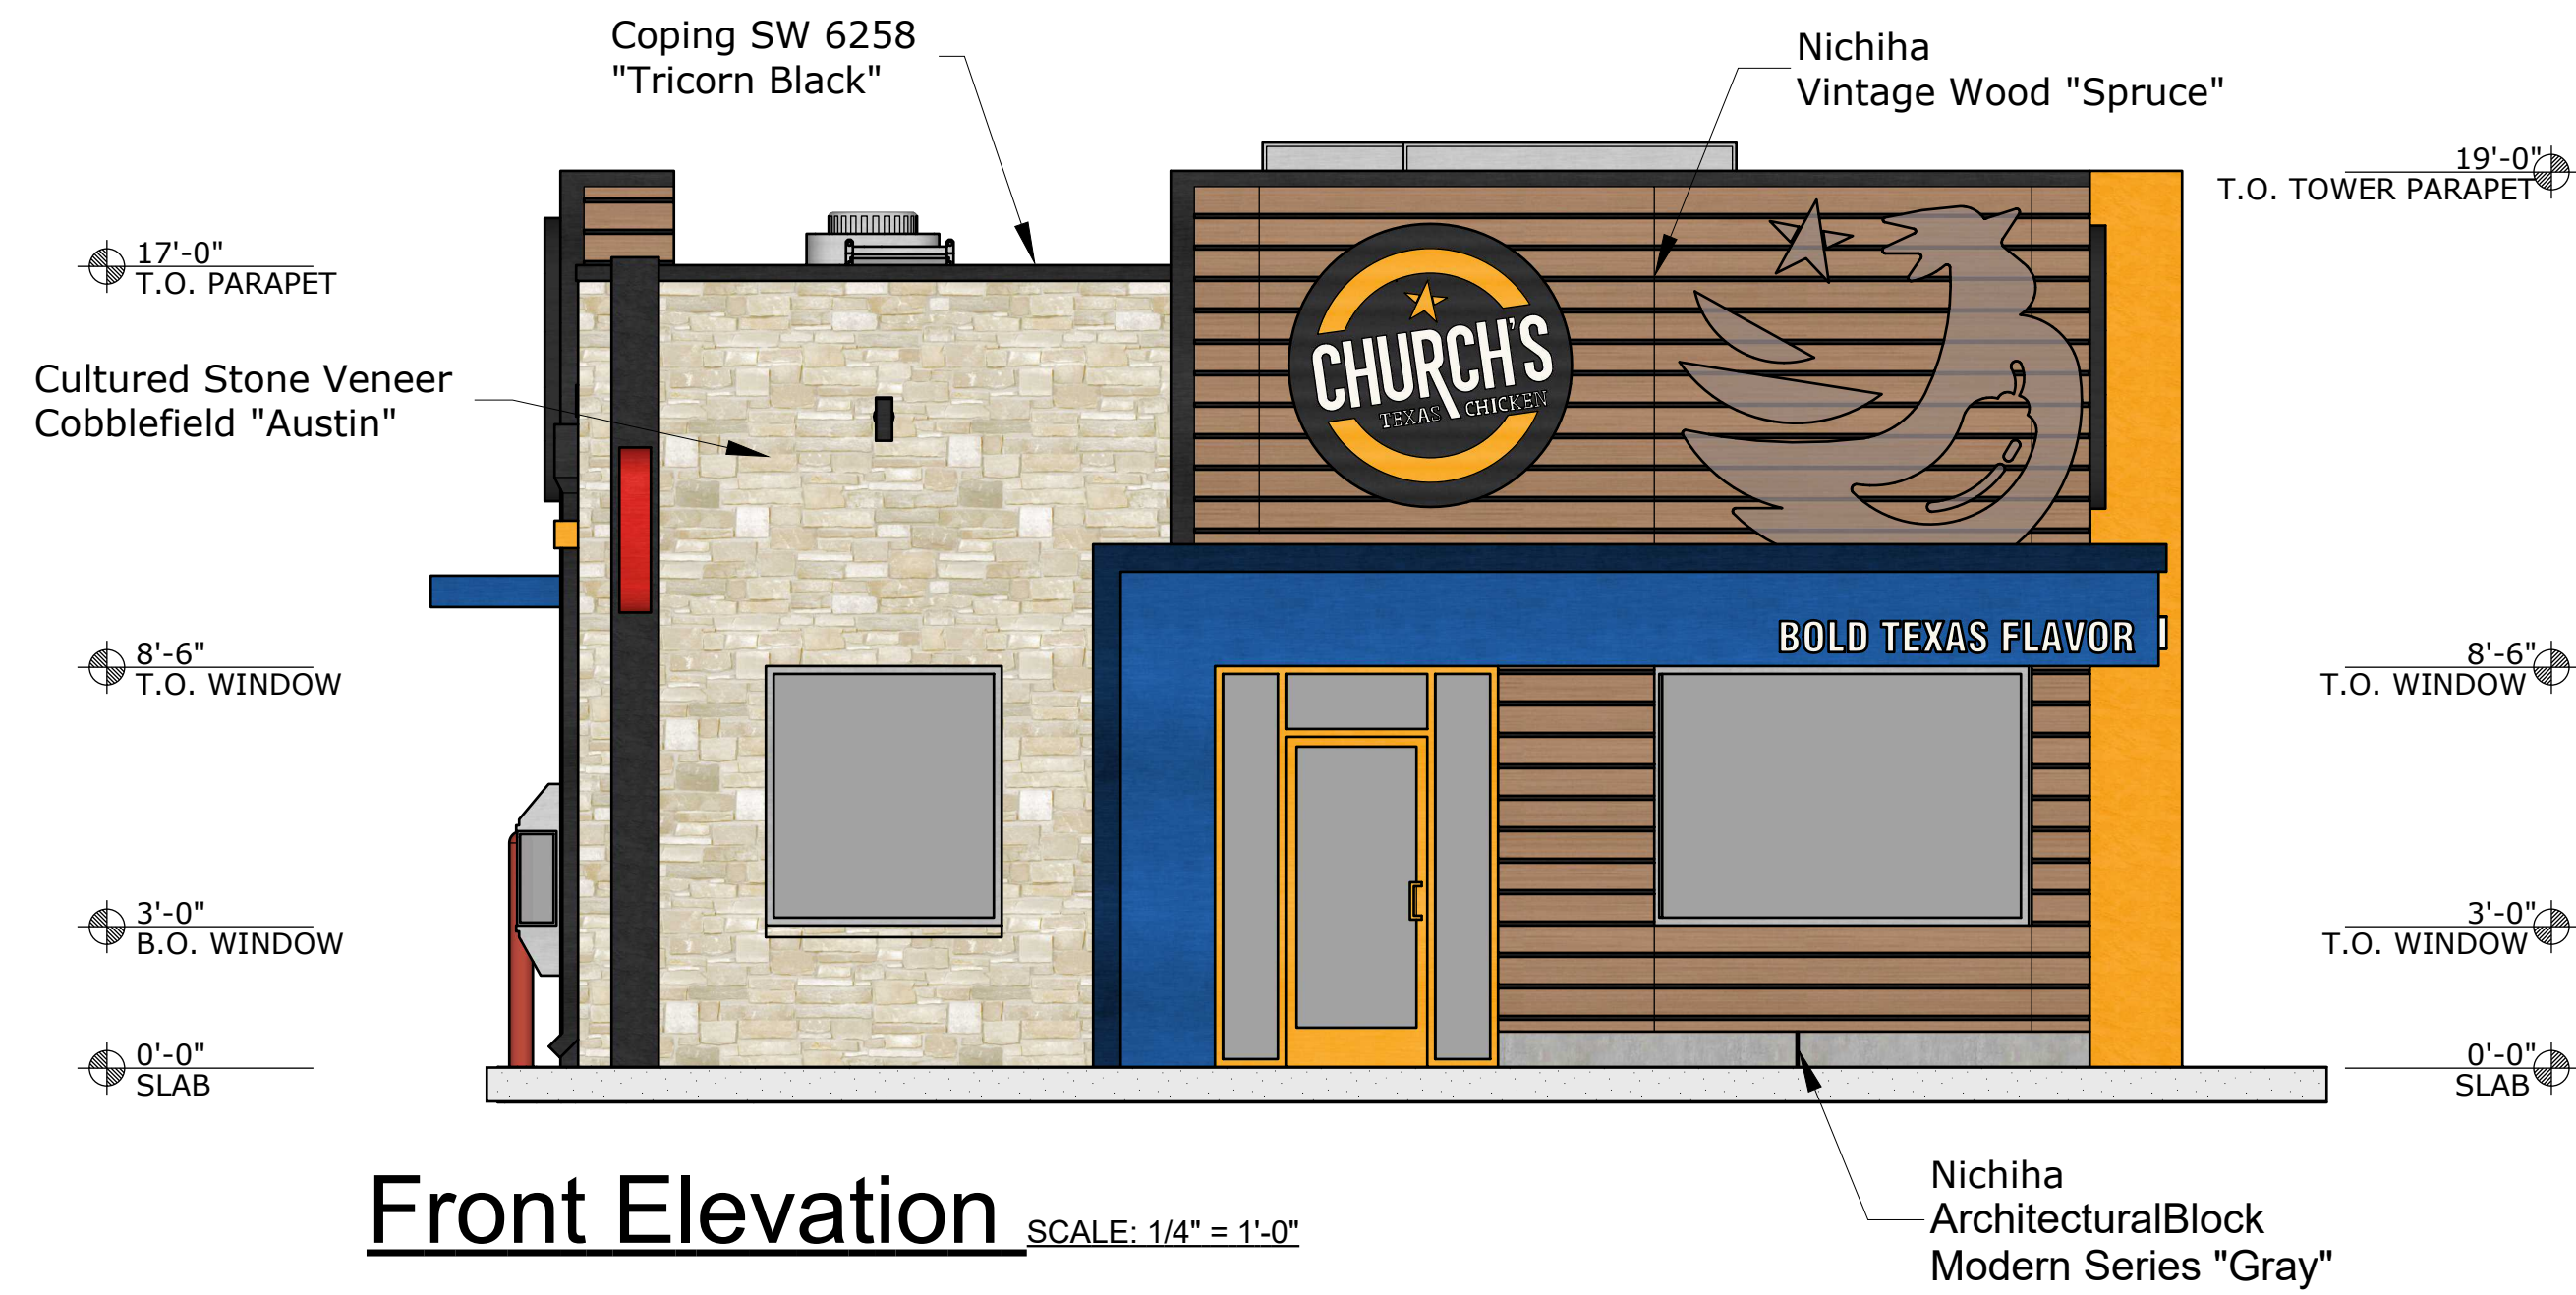 Coping SW 6258
"Tricorn Black"
Nichiha
Vintage Wood "Spruce"
19'-0"
T.O. TOWER PARAPET
17'-0"
T.O. PARAPET
Cultured Stone Veneer
Cobblefield "Austin"
CHURCH'S
TEXAS CHICKEN
BOLD TEXAS FLAVOR
8'-6"
T.O. WINDOW
8'-6"
T.O. WINDOW
3'-0"
B.O. WINDOW
3'-0"
T.O. WINDOW
0'-0"
SLAB
0'-0"
SLAB
Front Elevation SCALE: 1/4" = 1'-0"
Nichiha
ArchitecturalBlock
Modern Series "Gray"